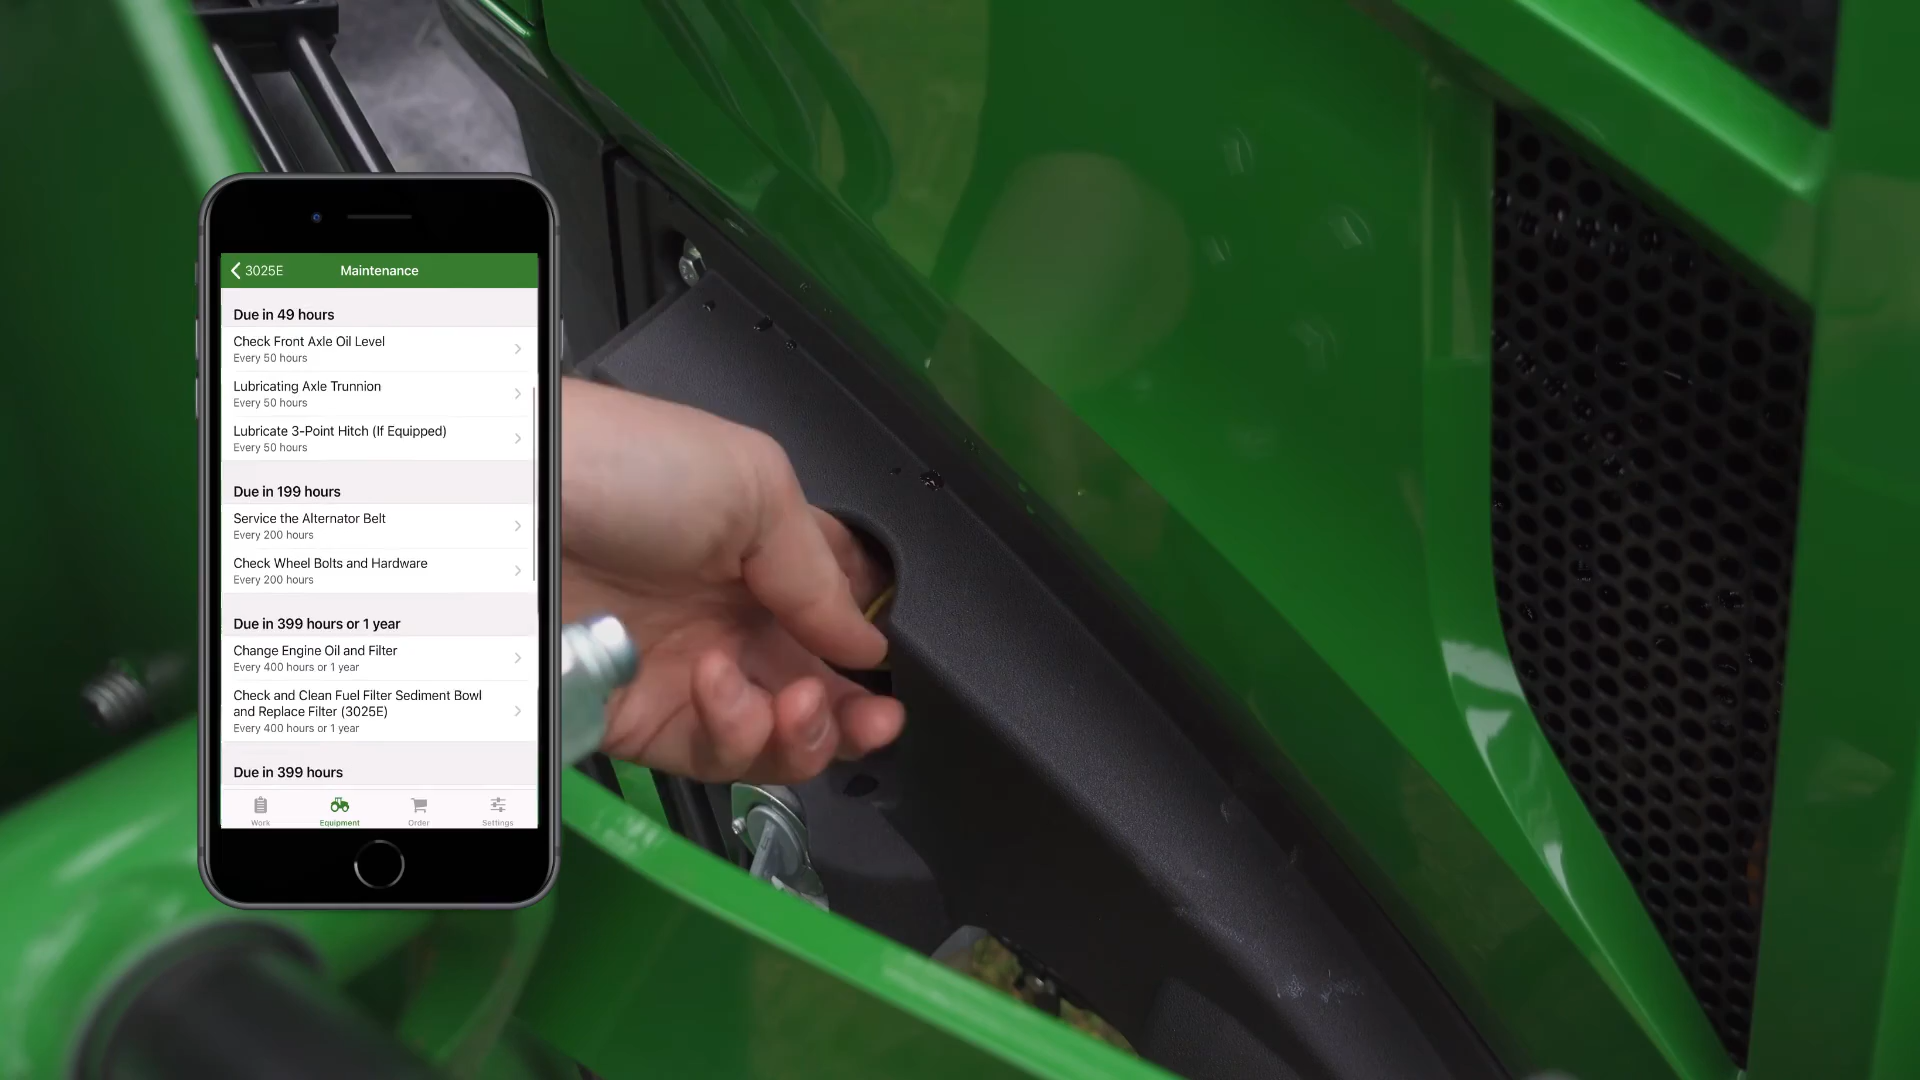 3025E
Maintenance
Due in 49 hours
Check Front Axle Oil Level
Every 50 hours
Lubricating Axle Trunnion
Every 50 hours
Lubricate 3-Point Hitch (If Equipped)
Every 50 hours
Due in 199 hours
Service the Alternator Belt
Every 200 hours
Check Wheel Bolts and Hardware
Every 200 hours
Due in 399 hours or 1 year
Change Engine Oil and Filter
Every 400 hours or 1 year
Check and Clean Fuel Filter Sediment Bowl
and Replace Filter (3025E)
Every 400 hours or 1 year
Due in 399 hours
Work
Equipment
Order
Settings